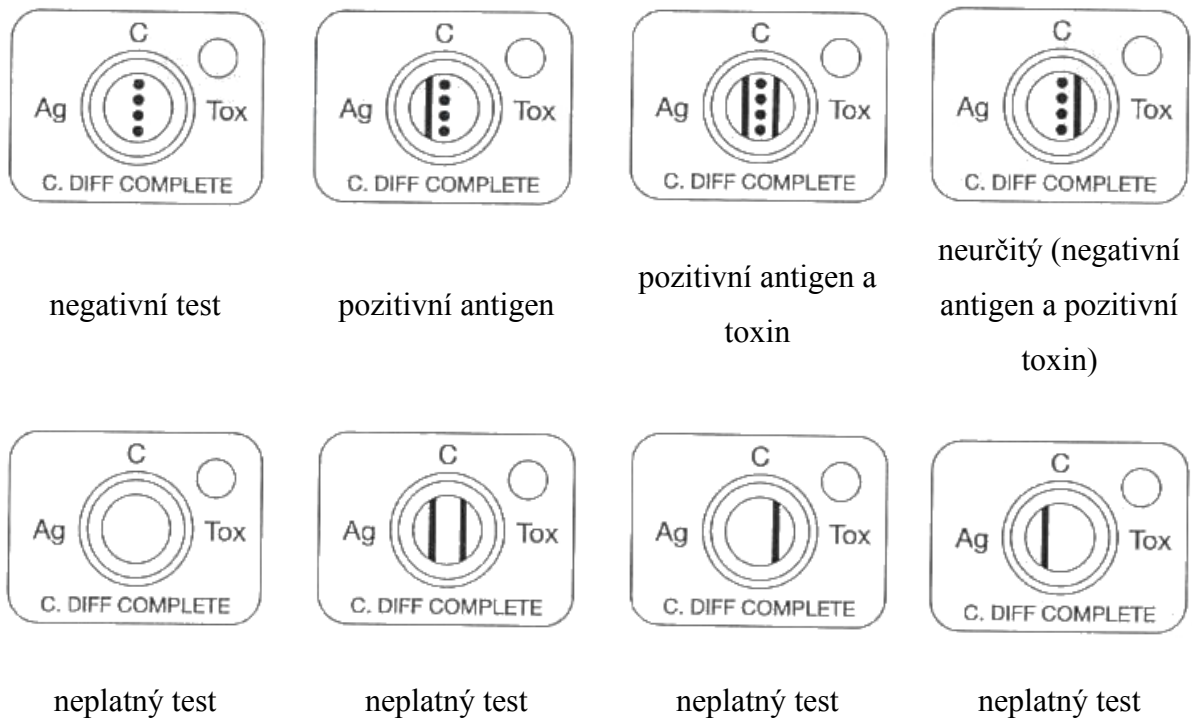 C
Ag
Tox
C. DIFF COMPLETE
C
Ag
Tox
C. DIFF COMPLETE
C
Ag
Tox
C. DIFF COMPLETE
C
Ag
Tox
C. DIFF COMPLETE
negativní test
pozitivní antigen
pozitivní antigen a
toxin
neurčitý (negativní
antigen a pozitivní
toxin)
C
Ag
Tox
C. DIFF COMPLETE
C
Ag
Tox
C. DIFF COMPLETE
C
Ag
Tox
C. DIFF COMPLETE
C
Ag
Tox
C. DIFF COMPLETE
neplatný test
neplatný test
neplatný test
neplatný test